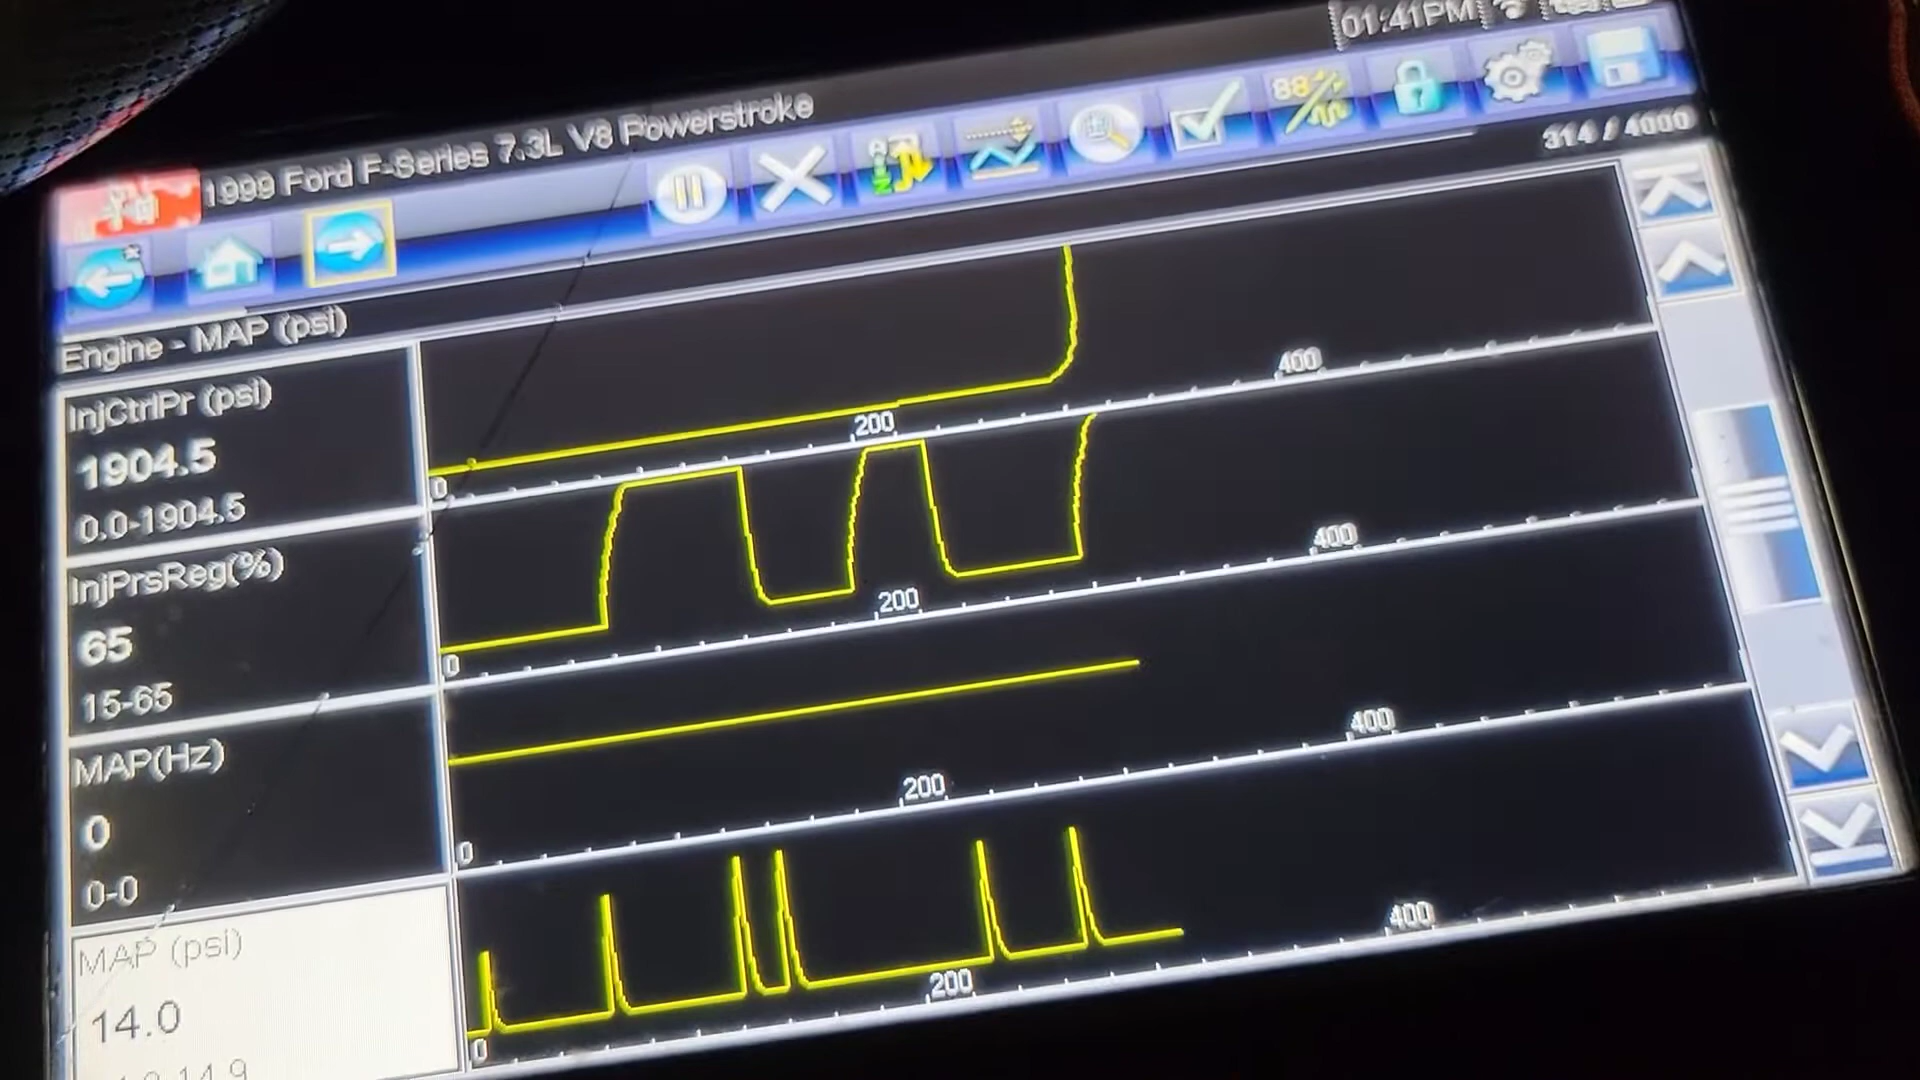 01:41PM
1999 Ford F-Series 7.3L V8 Powerstroke
314 / 4000
Engine - MAP (psi)
InjCtrlPr (psi)
1904.5
0.0-1904.5
0
200
400
InjPrsReg(%)
65
15-65
0
200
400
MAP(Hz)
0
0-0
0
200
400
MAP (psi)
14.0
0
200
400